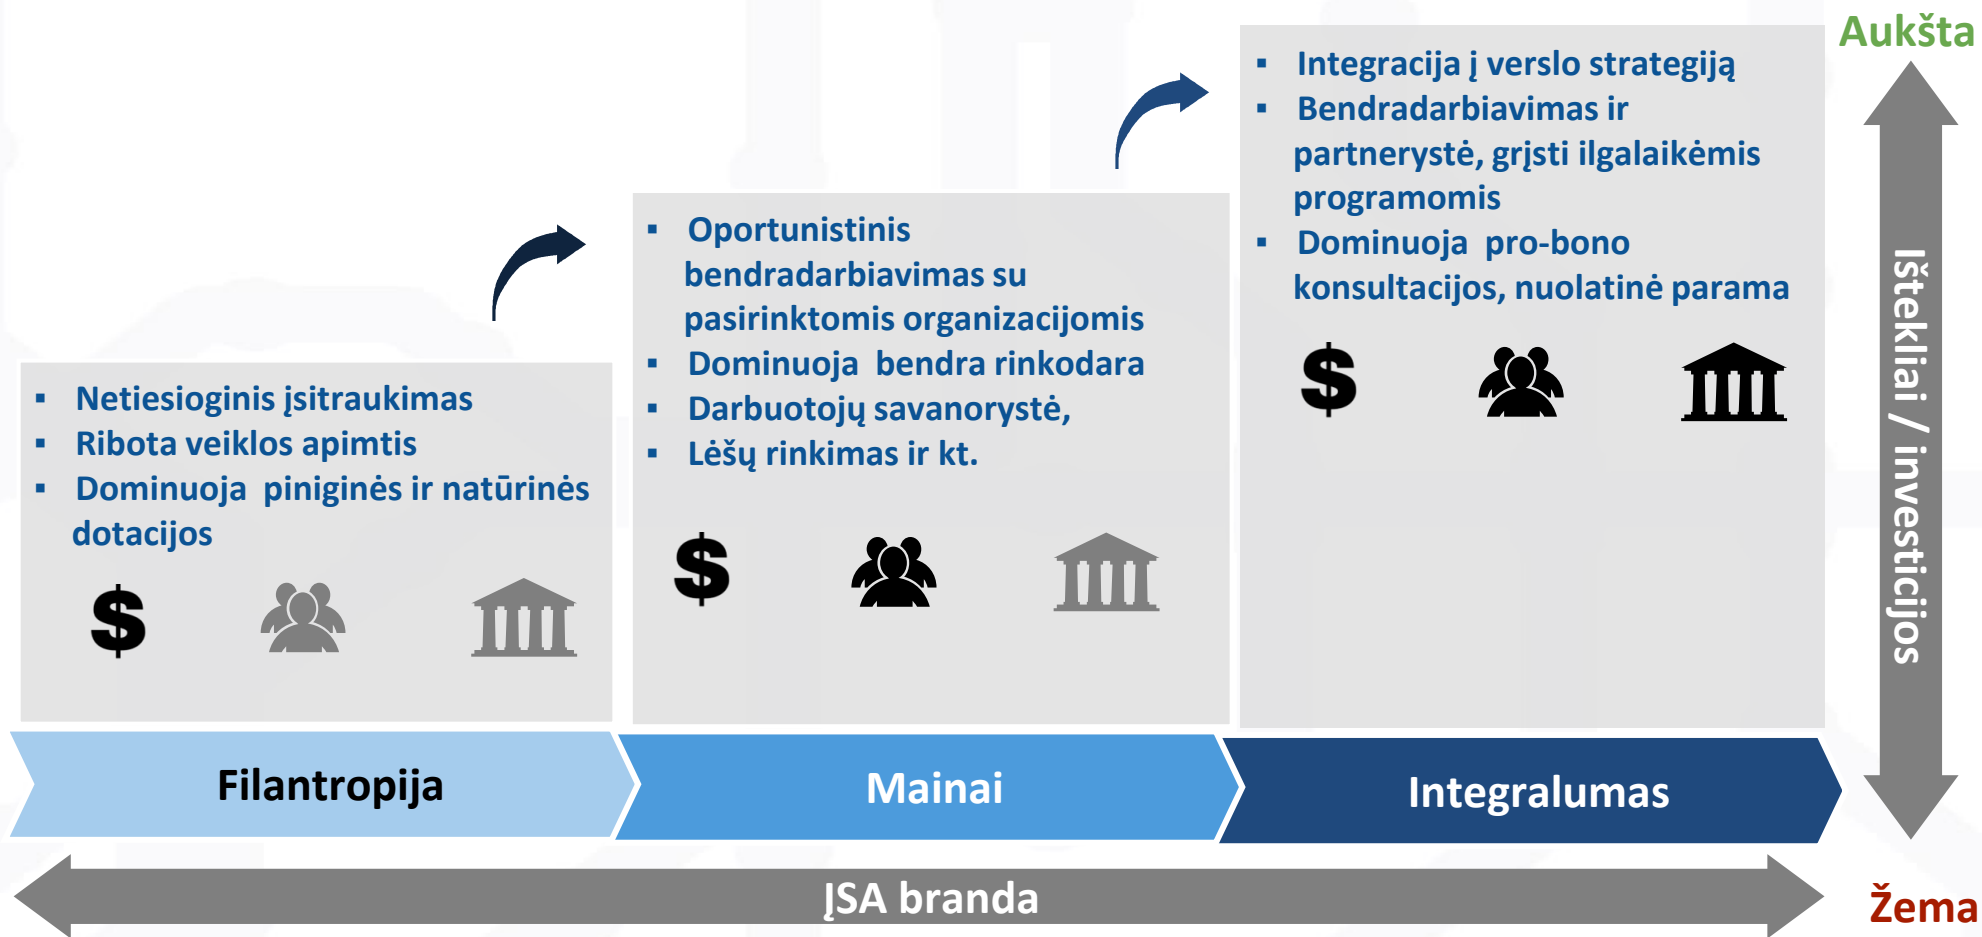 Aukšta
▪ Integracija į verslo strategiją
▪ Bendradarbiavimas ir
partnerystė, grįsti ilgalaikėmis
programomis
▪ Dominuoja pro-bono
konsultacijos, nuolatinė parama
▪ Oportunistinis
bendradarbiavimas su
pasirinktomis organizacijomis
▪ Dominuoja bendra rinkodara
▪ Darbuotojų savanorystė,
▪ Lėšų rinkimas ir kt.
▪ Netiesioginis įsitraukimas
▪ Ribota veiklos apimtis
▪ Dominuoja piniginės ir natūrinės
dotacijos
$
$
$
Ištekliai / investicijos
Filantropija
Mainai
Integralumas
ĮSA branda
Žema